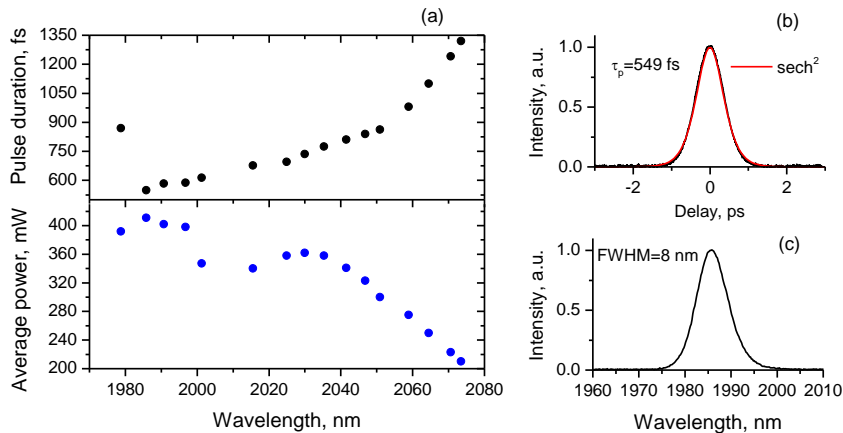 (a)
Pulse duration, fs
1350
1200
1050
900
750
600
Average power, mW
400
360
320
280
240
200
1980 2000 2020 2040 2060 2080
Wavelength, nm
(b)
Intensity, a.u.
1.0
0.5
0.0
τp=549 fs
sech²
-2 0 2
Delay, ps
(c)
Intensity, a.u.
1.0
0.5
0.0
FWHM=8 nm
1960 1970 1980 1990 2000 2010
Wavelength, nm